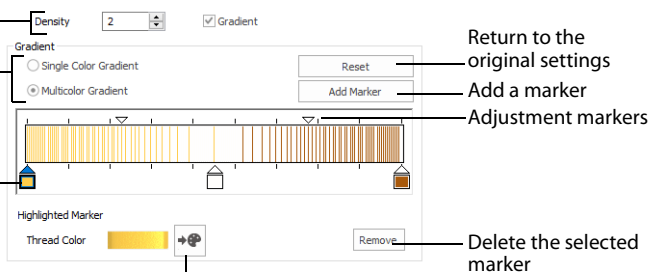 Density 2 Gradient
Gradient
Single Color Gradient Reset
Multicolor Gradient Add Marker
Highlighted Marker
Thread Color Remove
Return to the
original settings
Add a marker
Adjustment markers
Delete the selected
marker